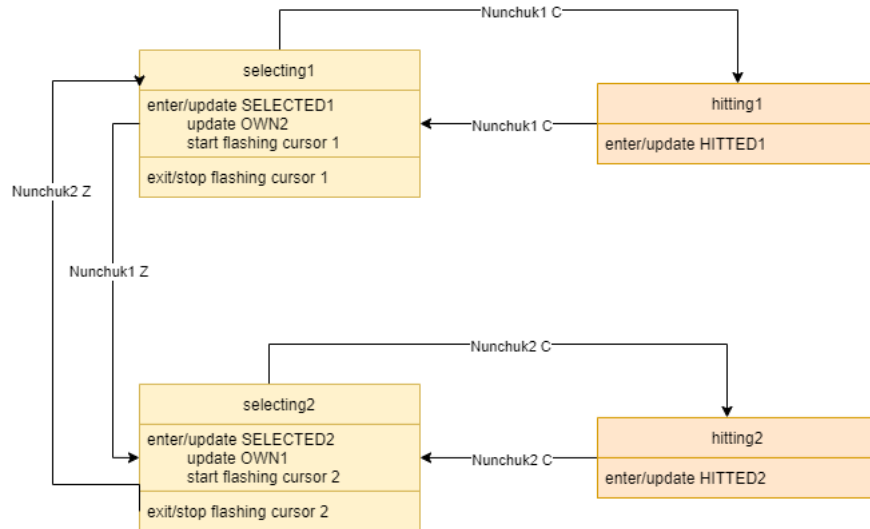 Nunchuk1 C
selecting1
enter/update SELECTED1
update OWN2
start flashing cursor 1
exit/stop flashing cursor 1
hitting1
enter/update HITTED1
Nunchuk1 C
Nunchuk2 Z
Nunchuk1 Z
Nunchuk2 C
selecting2
enter/update SELECTED2
update OWN1
start flashing cursor 2
exit/stop flashing cursor 2
hitting2
enter/update HITTED2
Nunchuk2 C